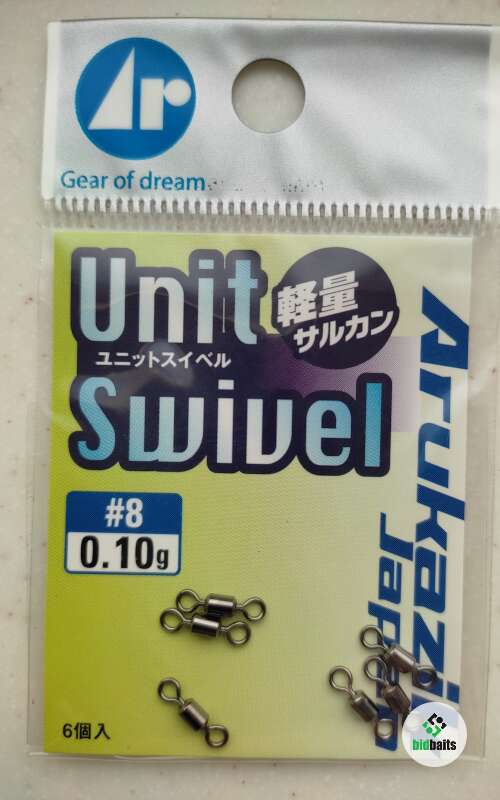 Ar
Gear of dream
Unit
軽量
サルカン
ユニットスイベル
Swivel
#8
0.10g
Arukazik
Japan
6個入
bidbaits